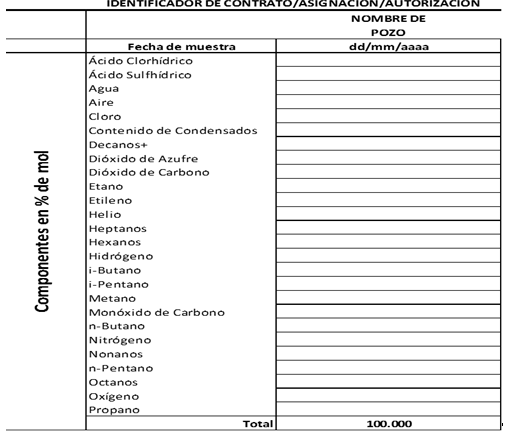 IDENTIFICADOR DE CONTRATO/ASIGNACIÓN/AUTORIZACIÓN
NOMBRE DE
POZO
Fecha de muestra dd/mm/aaaa
Componentes en % de mol
Ácido Clorhídrico
Ácido Sulfhídrico
Agua
Aire
Cloro
Contenido de Condensados
Decanos+
Dióxido de Azufre
Dióxido de Carbono
Etano
Etileno
Helio
Heptanos
Hexanos
Hidrógeno
i-Butano
i-Pentano
Metano
Monóxido de Carbono
n-Butano
Nitrógeno
Nonanos
n-Pentano
Octanos
Oxígeno
Propano
Total 100.000